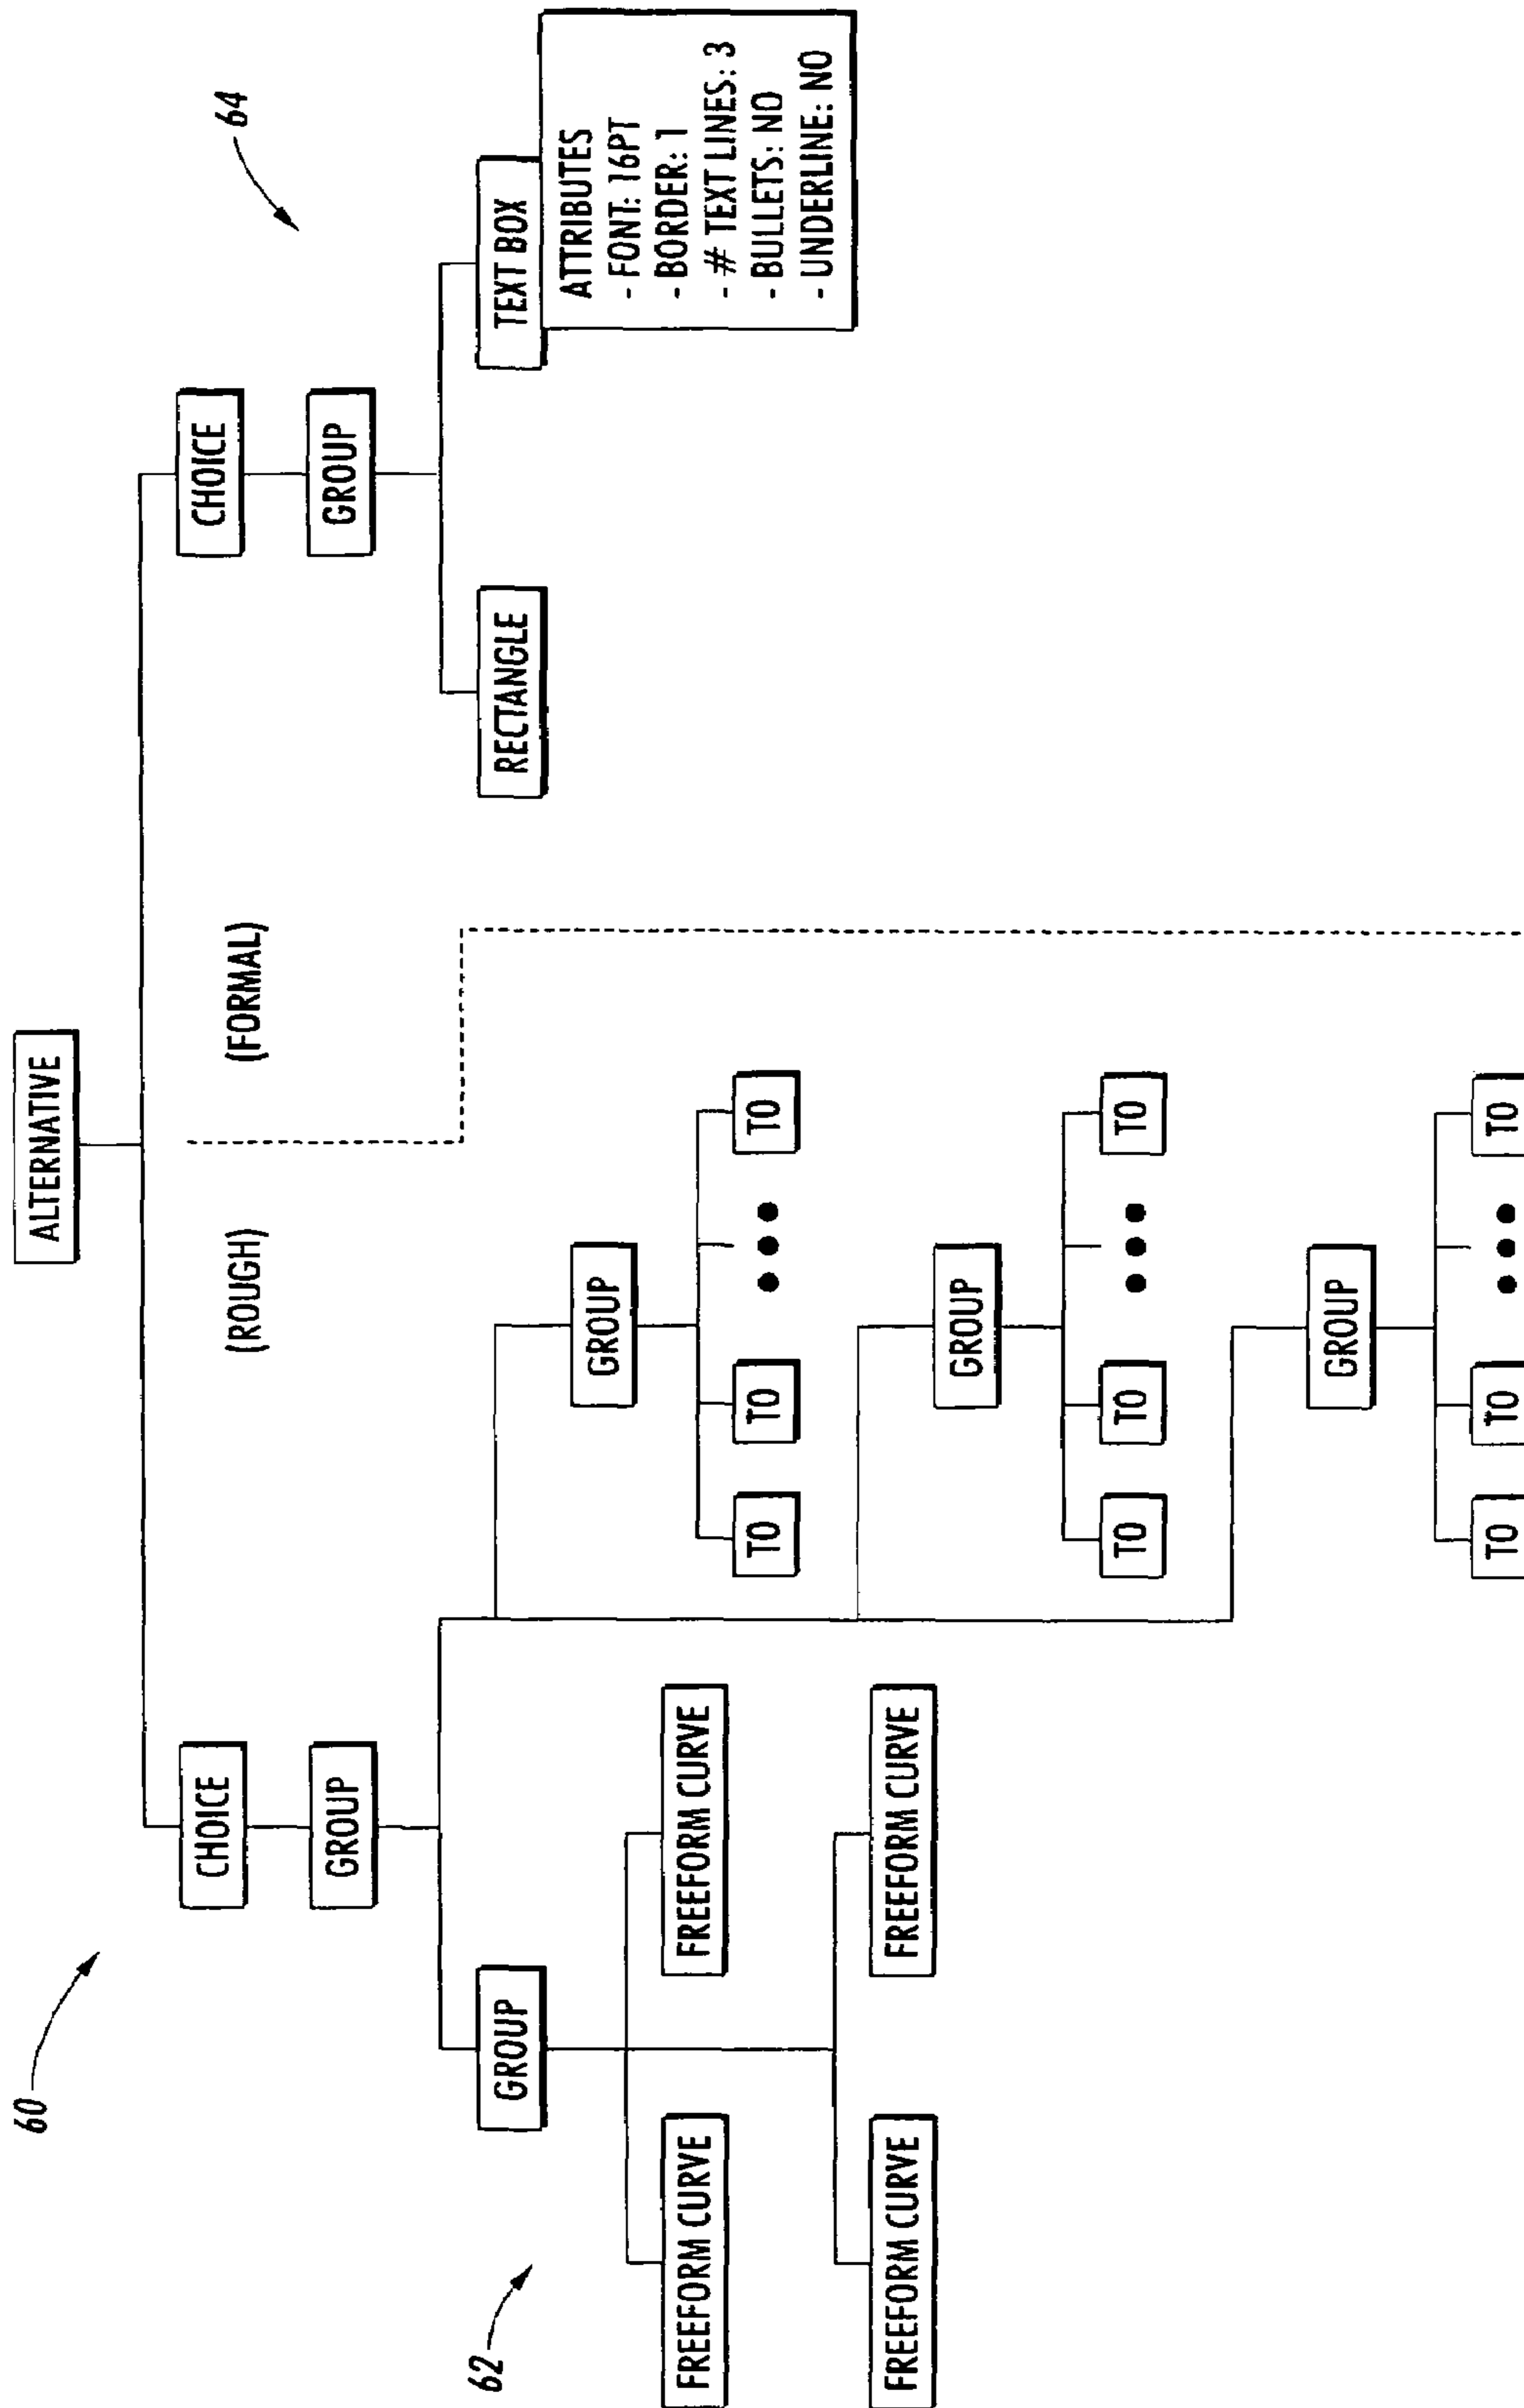 60
ALTERNATIVE
64
(ROUGH)
(FORMAL)
CHOICE
CHOICE
GROUP
GROUP
62
GROUP
RECTANGLE
TEXT BOX
ATTRIBUTES
- FONT: 16PT
- BORDER: 1
- # TEXT LINES: 3
- BULLETS: NO
- UNDERLINE: NO
GROUP
FREEFORM CURVE
FREEFORM CURVE
TO
TO
TO
FREEFORM CURVE
FREEFORM CURVE
GROUP
TO
TO
TO
GROUP
TO
TO
TO